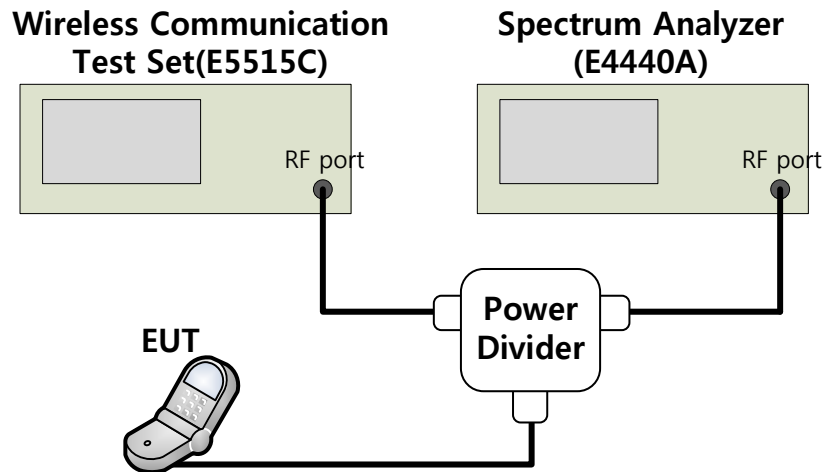 Wireless Communication
Test Set(E5515C)
Spectrum Analyzer
(E4440A)
RF port
RF port
Power
Divider
EUT